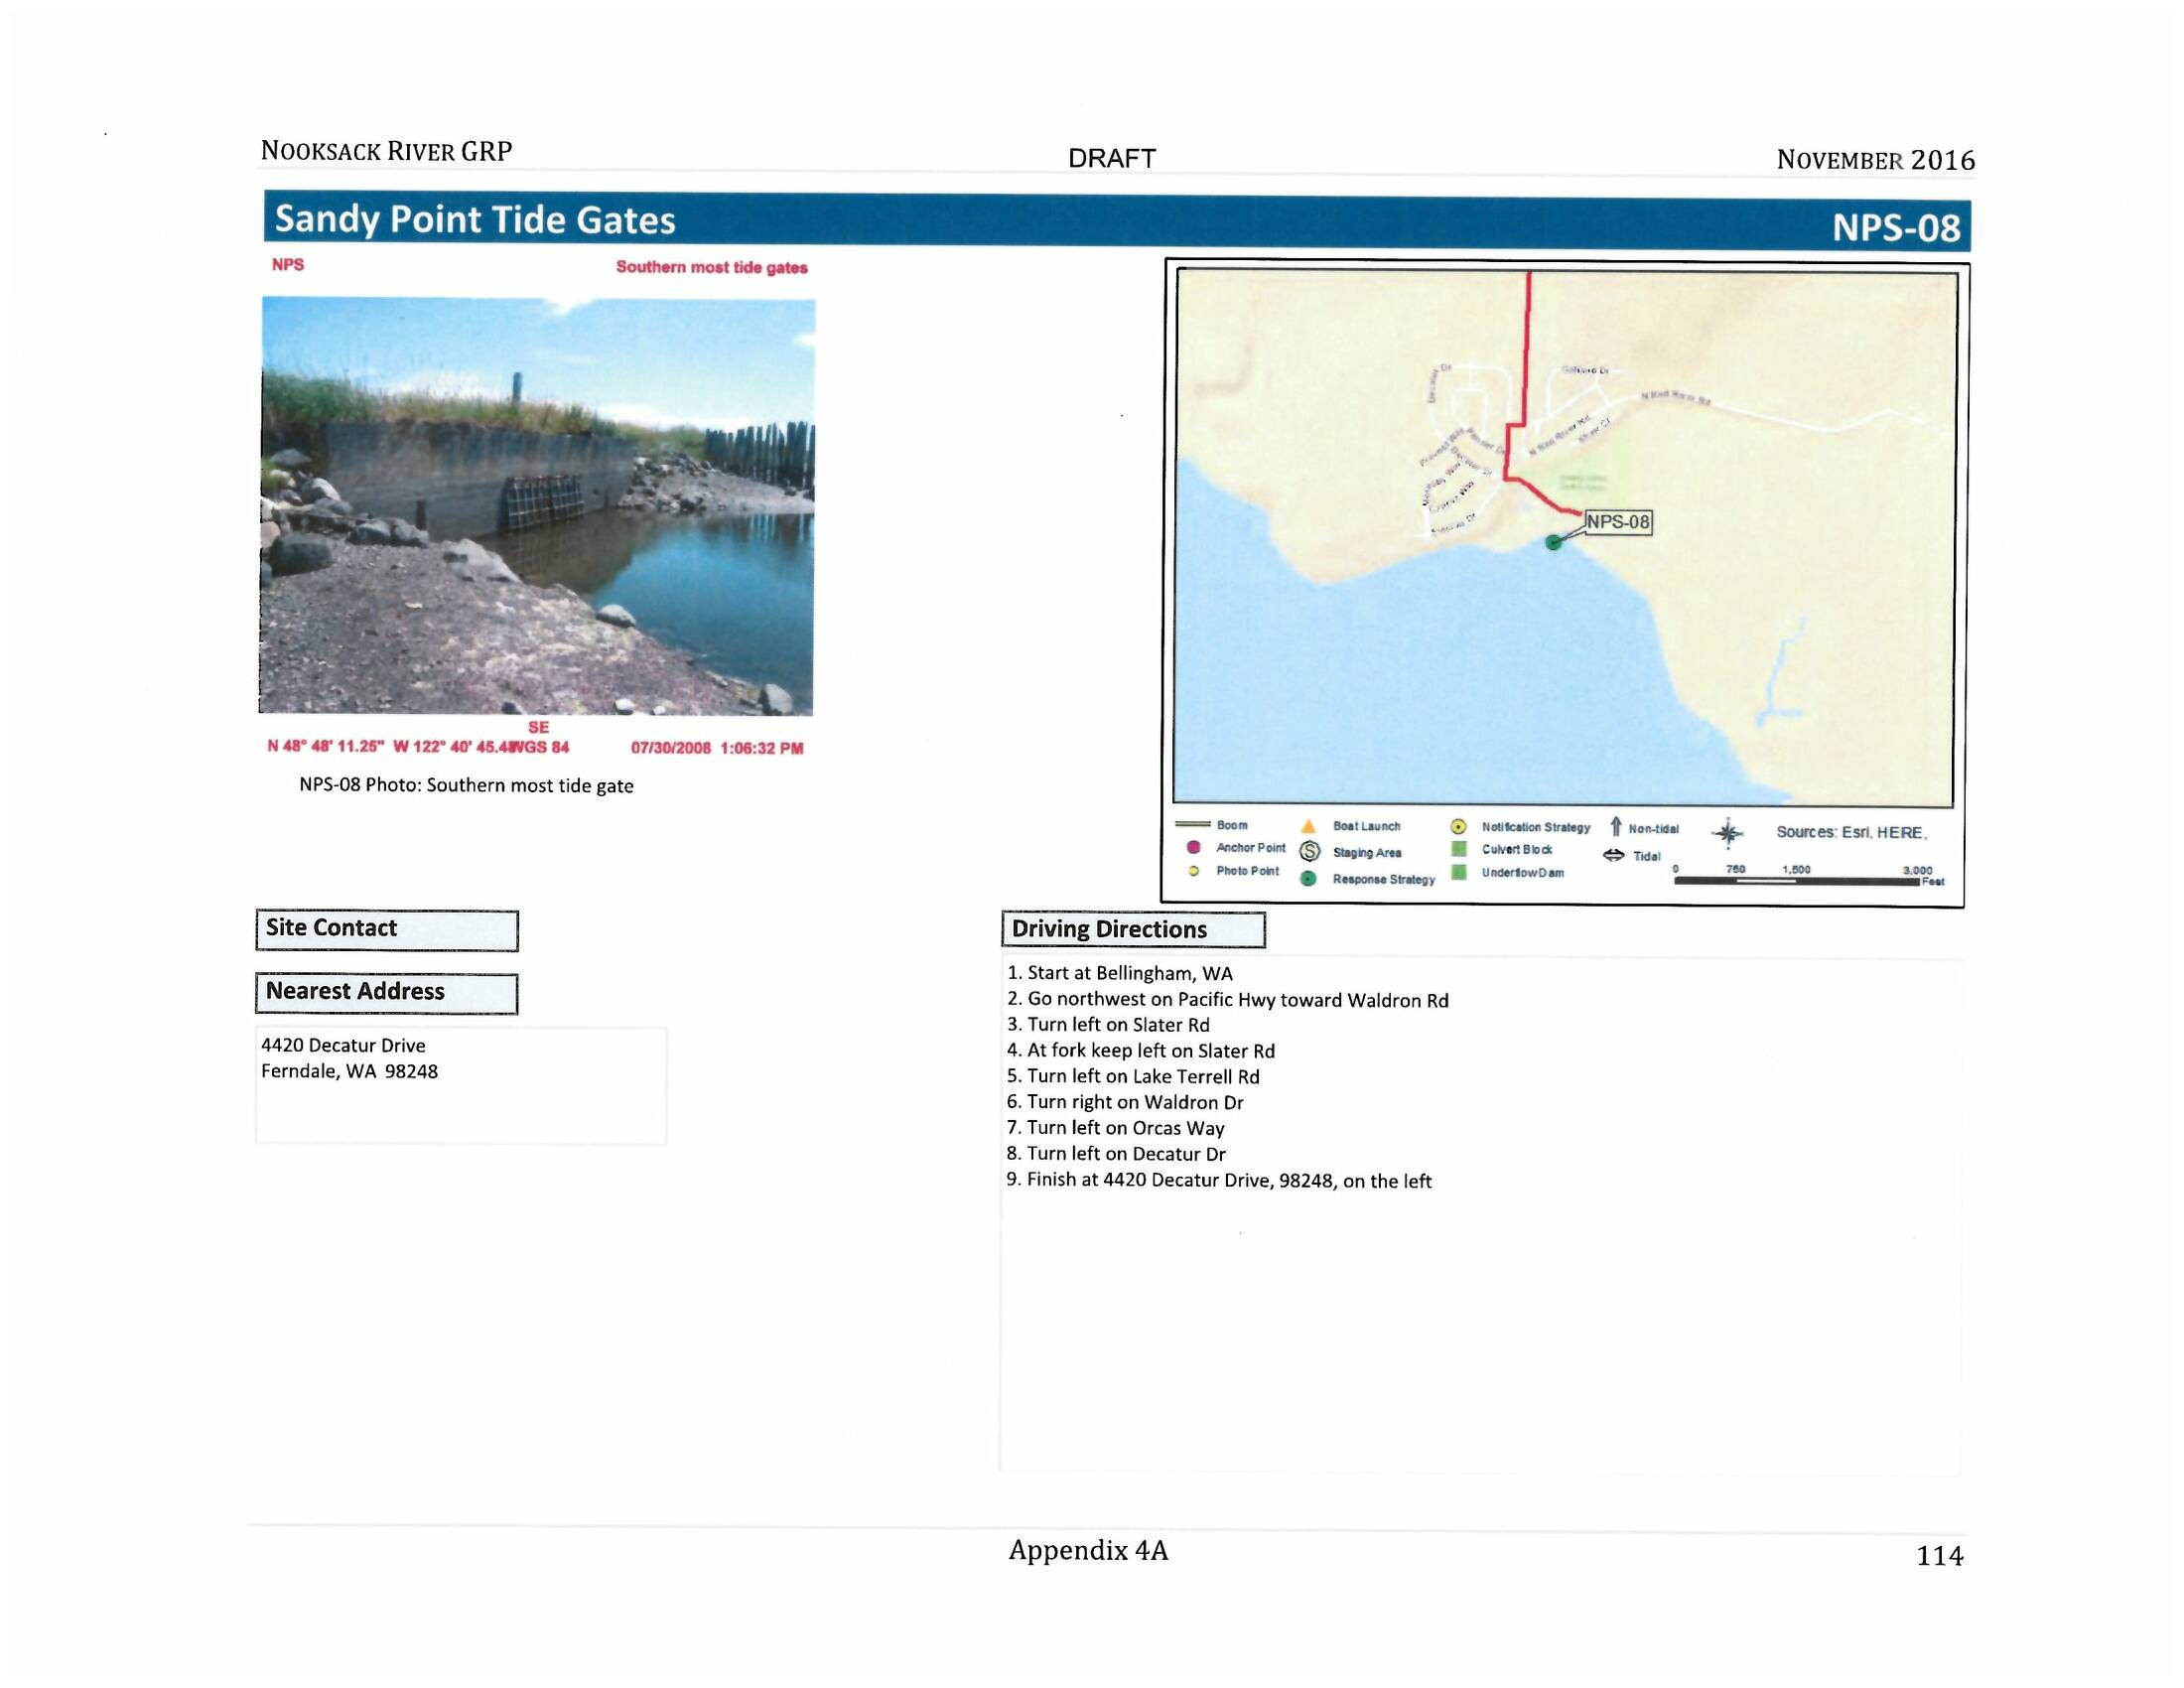 NOOKSACK RIVER GRP
DRAFT
NOVEMBER 2016
Sandy Point Tide Gates
NPS-08
NPS
Southern most tide gates
SE
N 48° 48' 11.25" W 122° 40' 45.4 WGS 84 07/30/2008 1:06:32 PM
NPS-08 Photo: Southern most tide gate
N Red River Rd
N Red River Rd
NPS-08
Boom
Anchor Point
Photo Point
Boat Launch
Staging Area
Response Strategy
Notification Strategy
Culvert Block
Underflow Dam
Non-tidal
Tidal
Sources: Esri, HERE,
0 750 1,500 3,000
Feet
Site Contact
Nearest Address
4420 Decatur Drive
Ferndale, WA 98248
Driving Directions
1. Start at Bellingham, WA
2. Go northwest on Pacific Hwy toward Waldron Rd
3. Turn left on Slater Rd
4. At fork keep left on Slater Rd
5. Turn left on Lake Terrell Rd
6. Turn right on Waldron Dr
7. Turn left on Orcas Way
8. Turn left on Decatur Dr
9. Finish at 4420 Decatur Drive, 98248, on the left
Appendix 4A
114